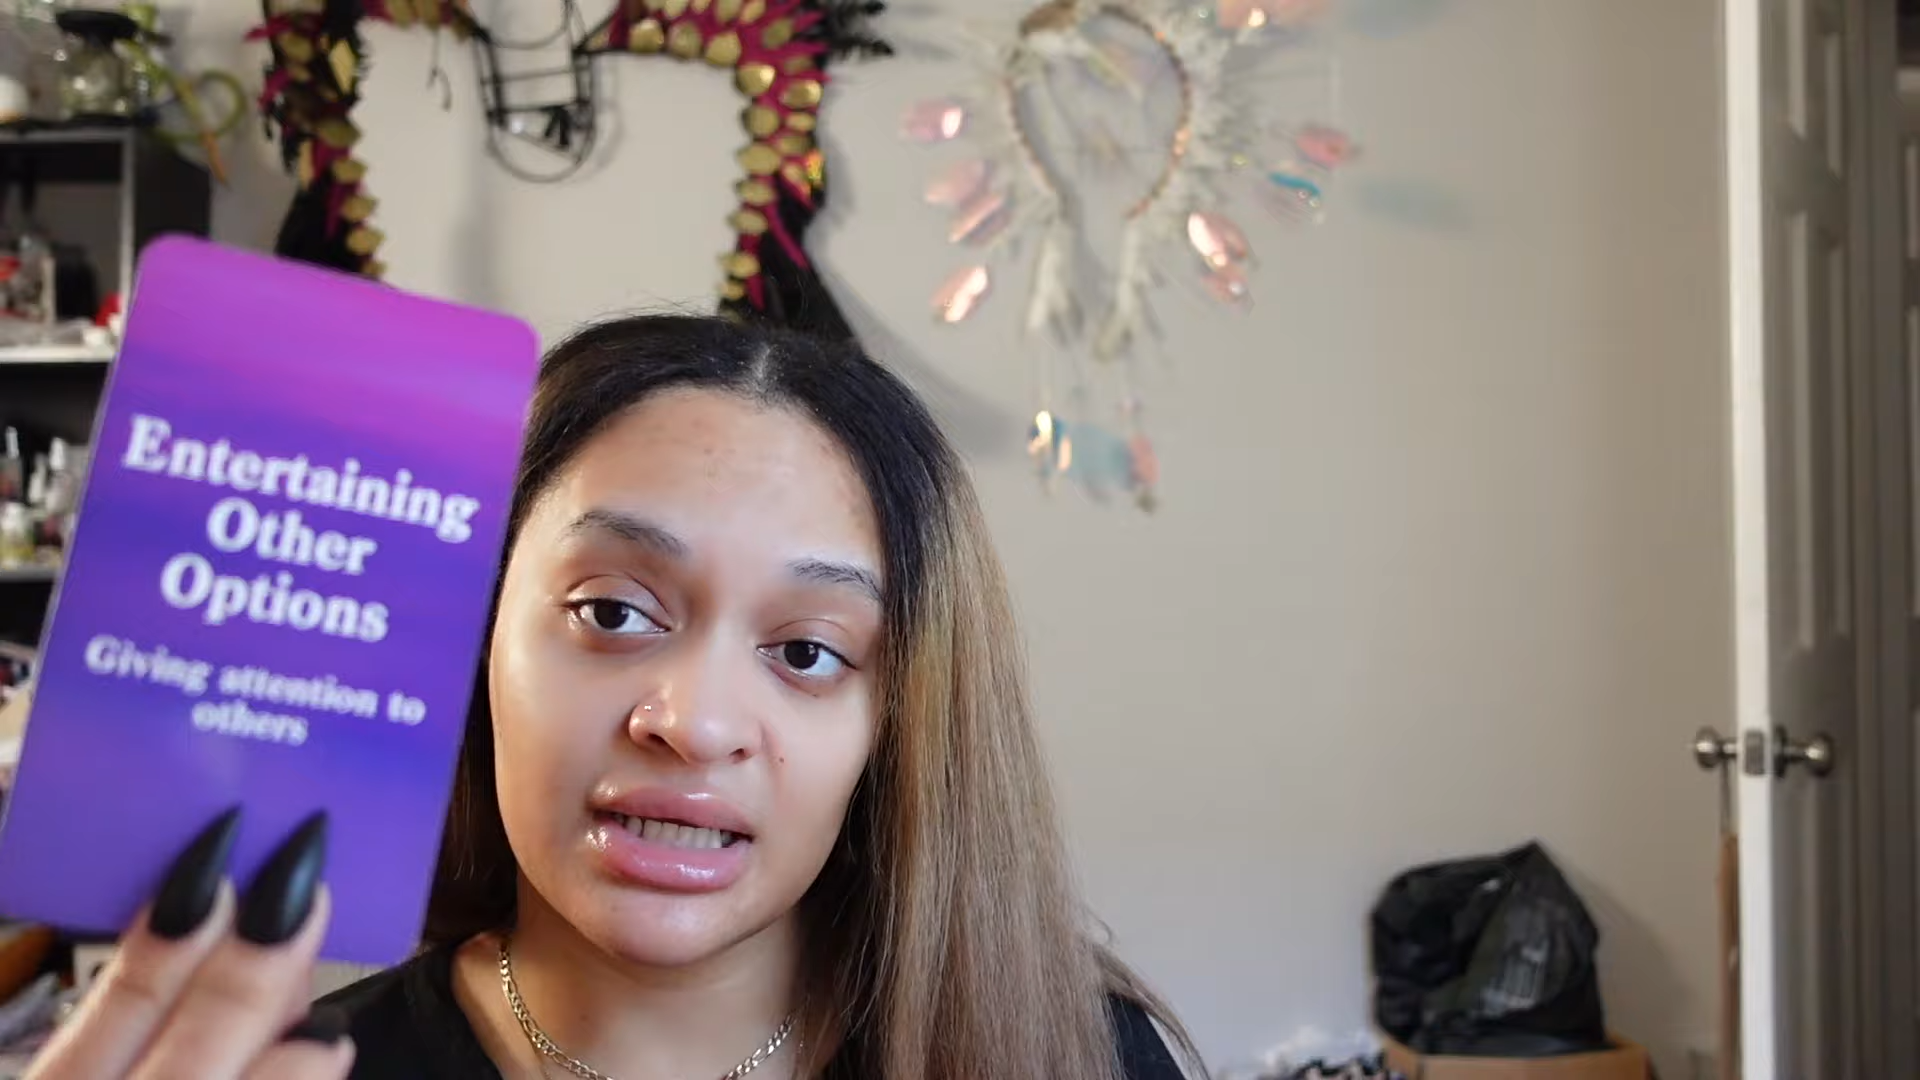 Entertaining
Other
Options
Giving attention to
others